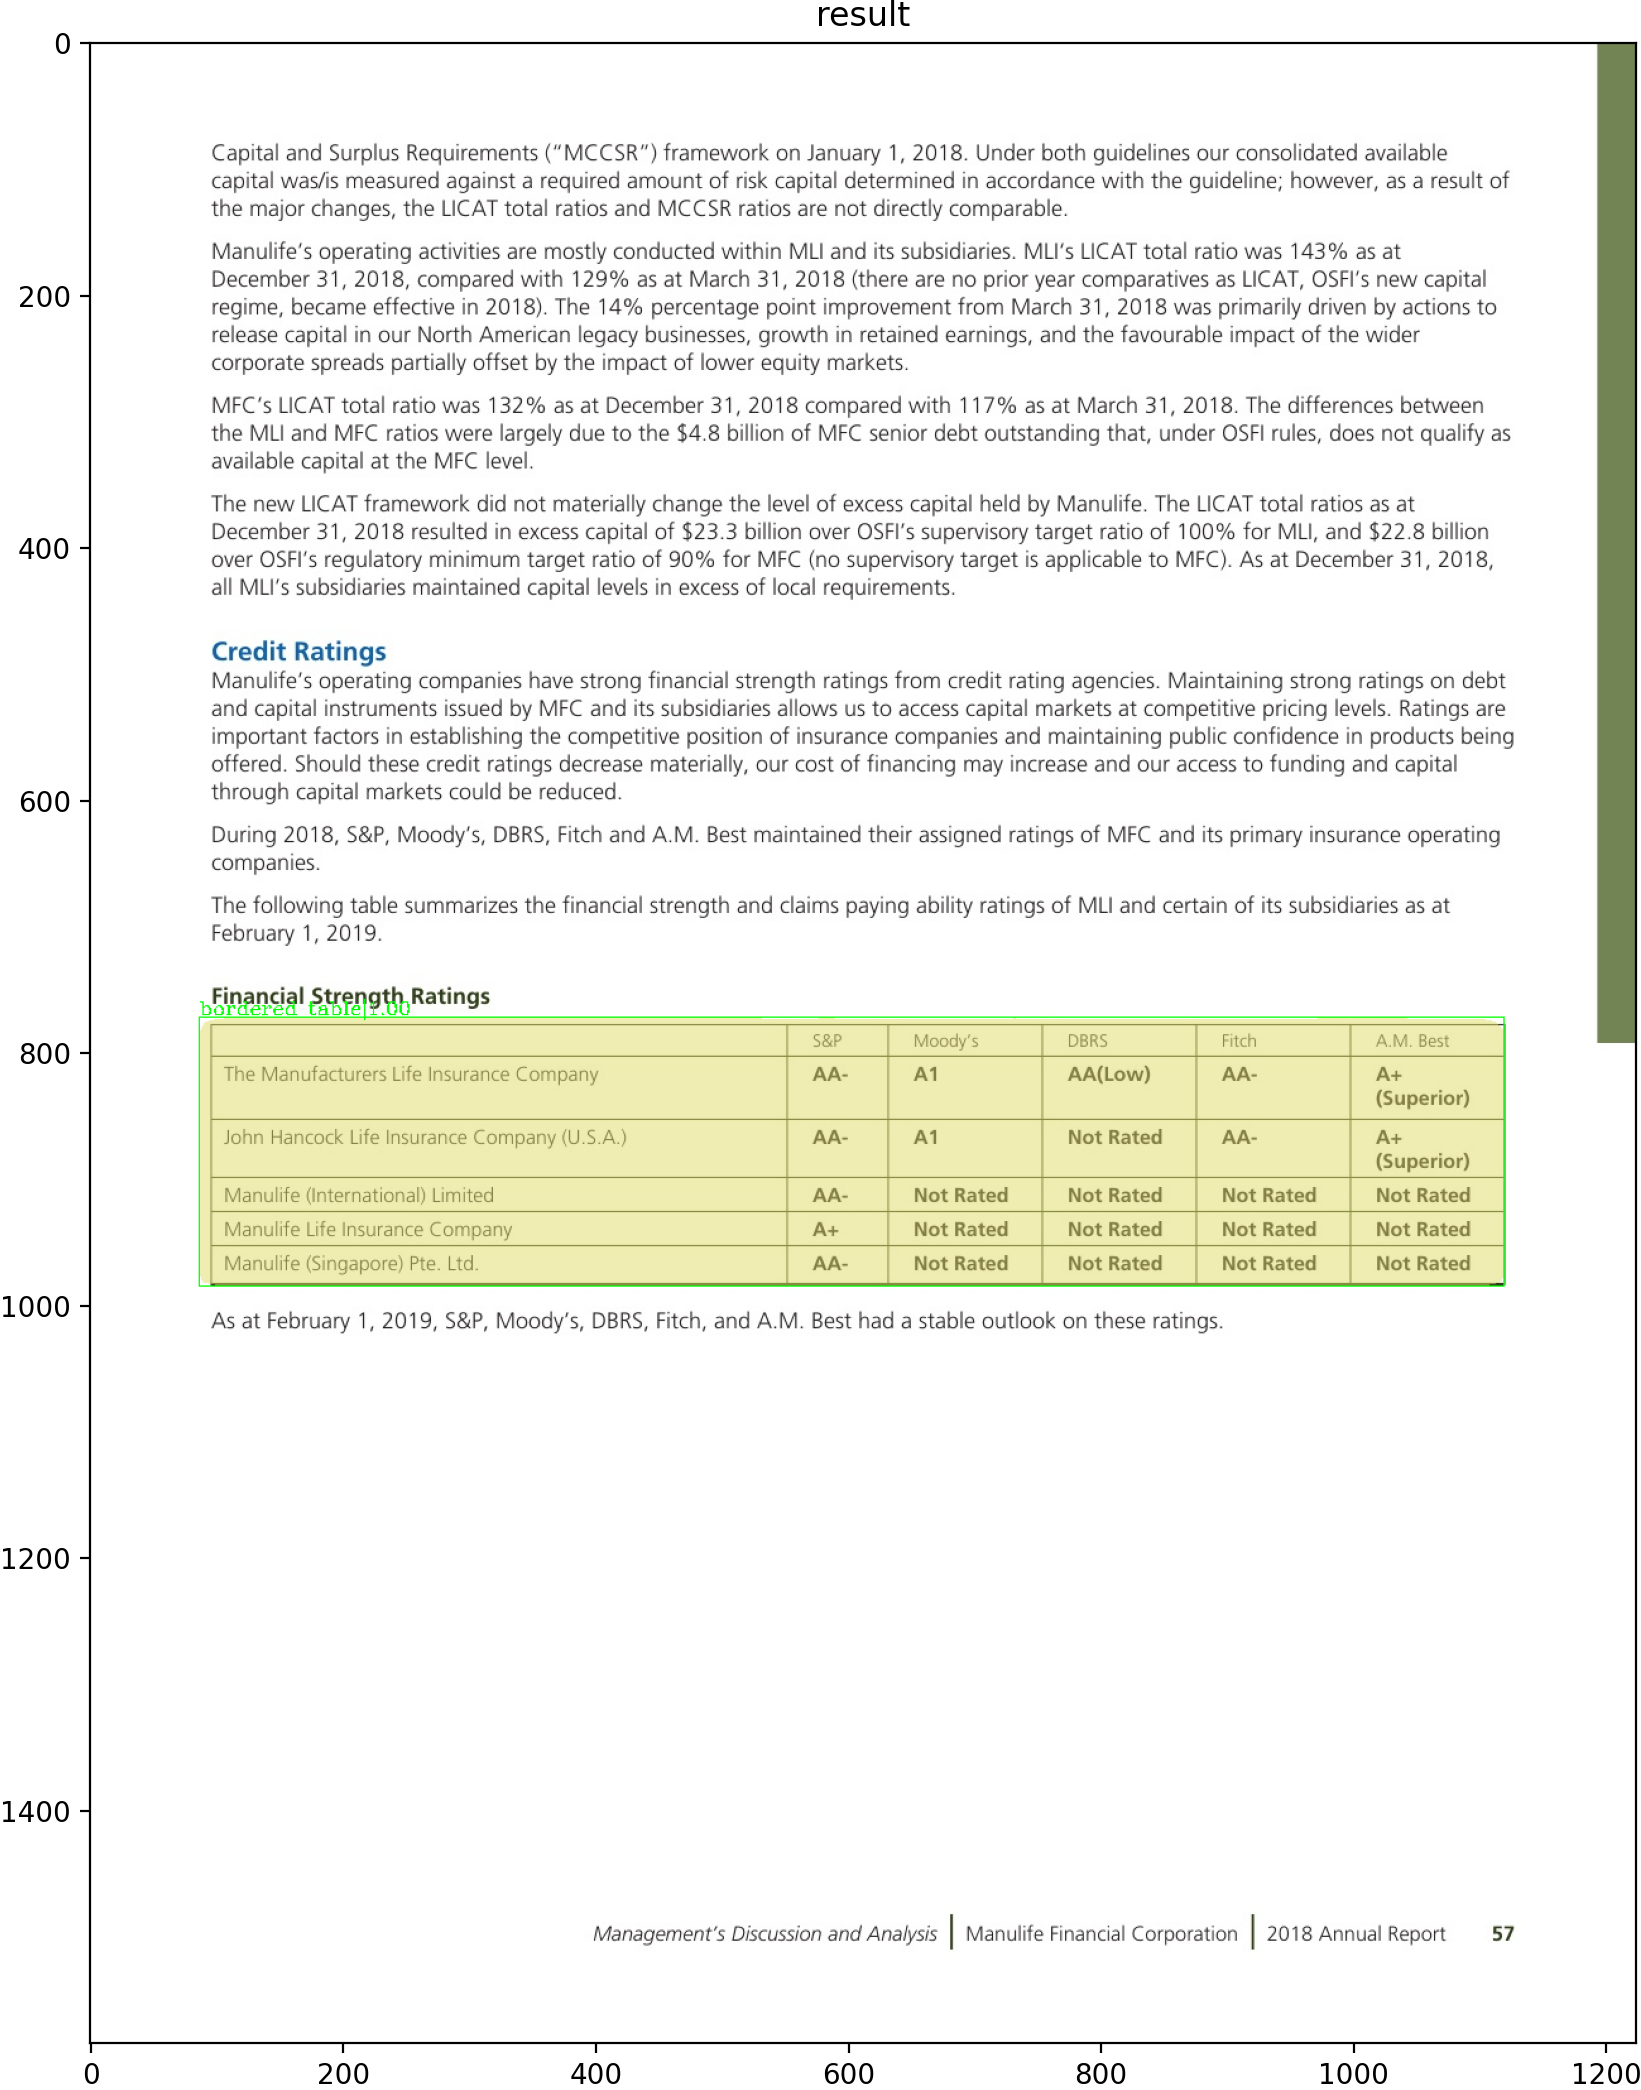 result
Capital and Surplus Requirements (“MCCSR”) framework on January 1, 2018. Under both guidelines our consolidated available
capital was/is measured against a required amount of risk capital determined in accordance with the guideline; however, as a result of
the major changes, the LICAT total ratios and MCCSR ratios are not directly comparable.
Manulife’s operating activities are mostly conducted within MLI and its subsidiaries. MLI’s LICAT total ratio was 143% as at
December 31, 2018, compared with 129% as at March 31, 2018 (there are no prior year comparatives as LICAT, OSFI’s new capital
regime, became effective in 2018). The 14% percentage point improvement from March 31, 2018 was primarily driven by actions to
release capital in our North American legacy businesses, growth in retained earnings, and the favourable impact of the wider
corporate spreads partially offset by the impact of lower equity markets.
MFC’s LICAT total ratio was 132% as at December 31, 2018 compared with 117% as at March 31, 2018. The differences between
the MLI and MFC ratios were largely due to the $4.8 billion of MFC senior debt outstanding that, under OSFI rules, does not qualify as
available capital at the MFC level.
The new LICAT framework did not materially change the level of excess capital held by Manulife. The LICAT total ratios as at
December 31, 2018 resulted in excess capital of $23.3 billion over OSFI’s supervisory target ratio of 100% for MLI, and $22.8 billion
over OSFI’s regulatory minimum target ratio of 90% for MFC (no supervisory target is applicable to MFC). As at December 31, 2018,
all MLI’s subsidiaries maintained capital levels in excess of local requirements.
Credit Ratings
Manulife’s operating companies have strong financial strength ratings from credit rating agencies. Maintaining strong ratings on debt
and capital instruments issued by MFC and its subsidiaries allows us to access capital markets at competitive pricing levels. Ratings are
important factors in establishing the competitive position of insurance companies and maintaining public confidence in products being
offered. Should these credit ratings decrease materially, our cost of financing may increase and our access to funding and capital
through capital markets could be reduced.
During 2018, S&P, Moody’s, DBRS, Fitch and A.M. Best maintained their assigned ratings of MFC and its primary insurance operating
companies.
The following table summarizes the financial strength and claims paying ability ratings of MLI and certain of its subsidiaries as at
February 1, 2019.
Financial Strength Ratings
bordered table|1.00
S&P Moody’s DBRS Fitch A.M. Best
The Manufacturers Life Insurance Company AA- A1 AA(Low) AA- A+
(Superior)
John Hancock Life Insurance Company (U.S.A.) AA- A1 Not Rated AA- A+
(Superior)
Manulife (International) Limited AA- Not Rated Not Rated Not Rated Not Rated
Manulife Life Insurance Company A+ Not Rated Not Rated Not Rated Not Rated
Manulife (Singapore) Pte. Ltd. AA- Not Rated Not Rated Not Rated Not Rated
As at February 1, 2019, S&P, Moody’s, DBRS, Fitch, and A.M. Best had a stable outlook on these ratings.
Management’s Discussion and Analysis | Manulife Financial Corporation | 2018 Annual Report 57
0
200
400
600
800
1000
1200
1400
0 200 400 600 800 1000 1200